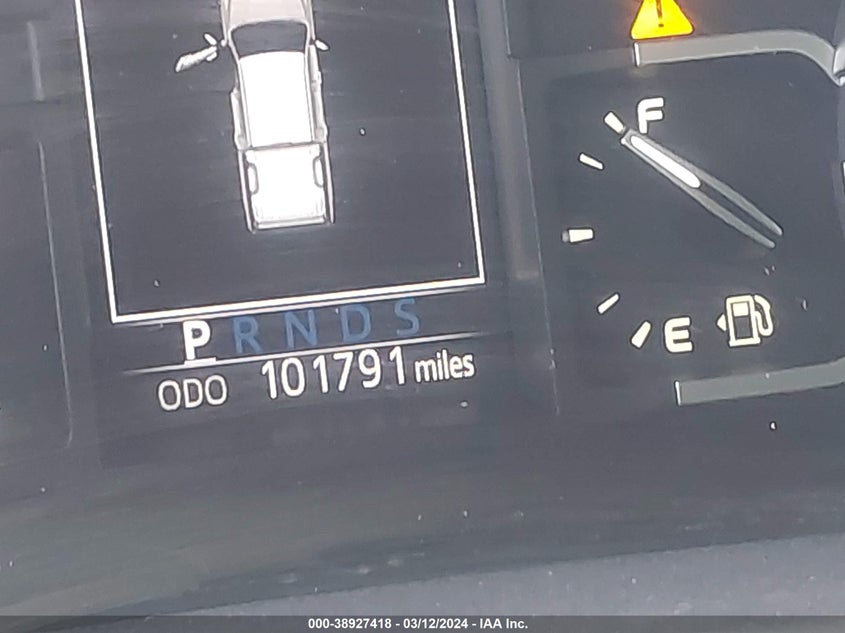 F
P R N D S
E
ODO 101791 miles
000-38927418 - 03/12/2024 - IAA Inc.